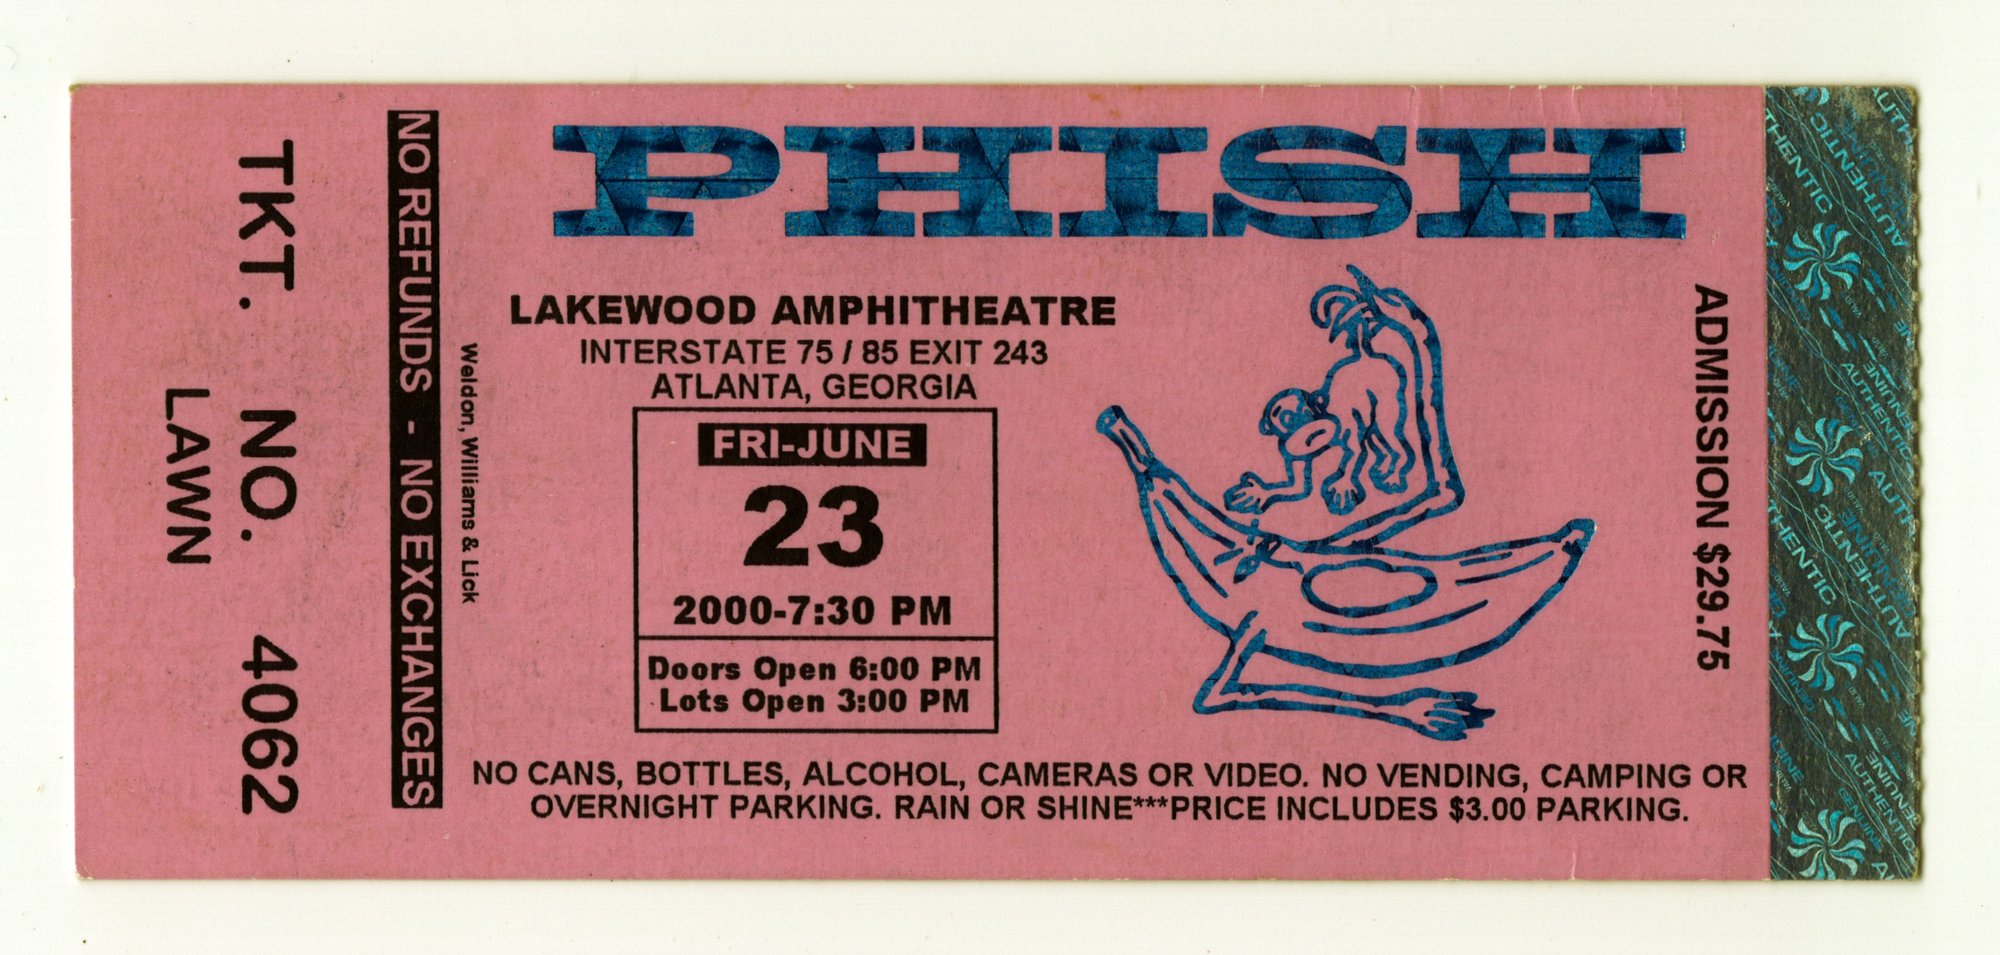 TKT. NO. 4062
LAWN
NO REFUNDS - NO EXCHANGES
Weldon, Williams & Lick
PHISH
LAKEWOOD AMPHITHEATRE
INTERSTATE 75 / 85 EXIT 243
ATLANTA, GEORGIA
FRI-JUNE
23
2000-7:30 PM
Doors Open 6:00 PM
Lots Open 3:00 PM
NO CANS, BOTTLES, ALCOHOL, CAMERAS OR VIDEO. NO VENDING, CAMPING OR
OVERNIGHT PARKING. RAIN OR SHINE***PRICE INCLUDES $3.00 PARKING.
ADMISSION $29.75
AUTHENTIC
GENUINE